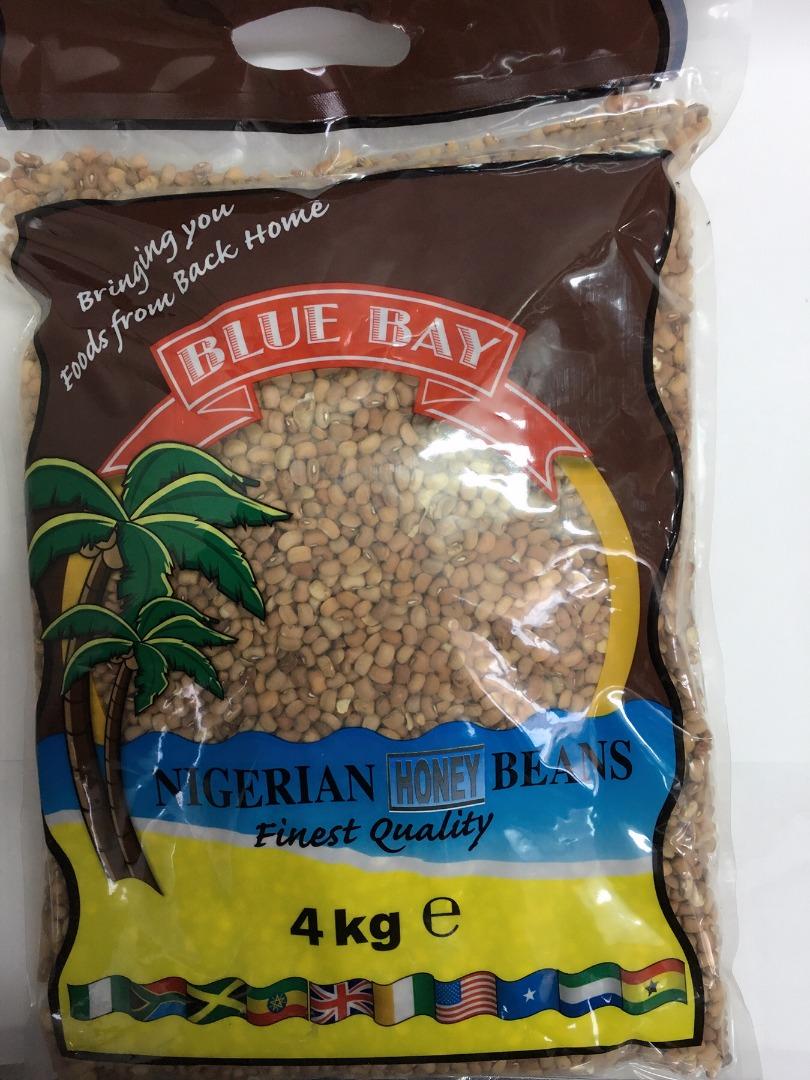 Bringing you
Foods from Back Home
BLUE BAY
NIGERIAN HONEY BEANS
Finest Quality
4kg ℮